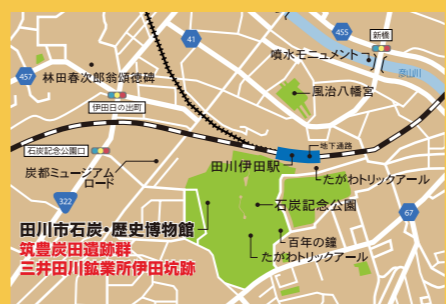 455
新橋
41
噴水モニュメント
457
林田春次郎翁頌徳碑
彦山川
風治八幡宮
伊田日の出町
地下通路
石炭記念公園口
田川伊田駅
炭都ミュージアム
ロード
たがわトリックアール
322
石炭記念公園
67
田川市石炭・歴史博物館
筑豊炭田遺跡群
三井田川鉱業所伊田坑跡
百年の鐘
たがわトリックアール